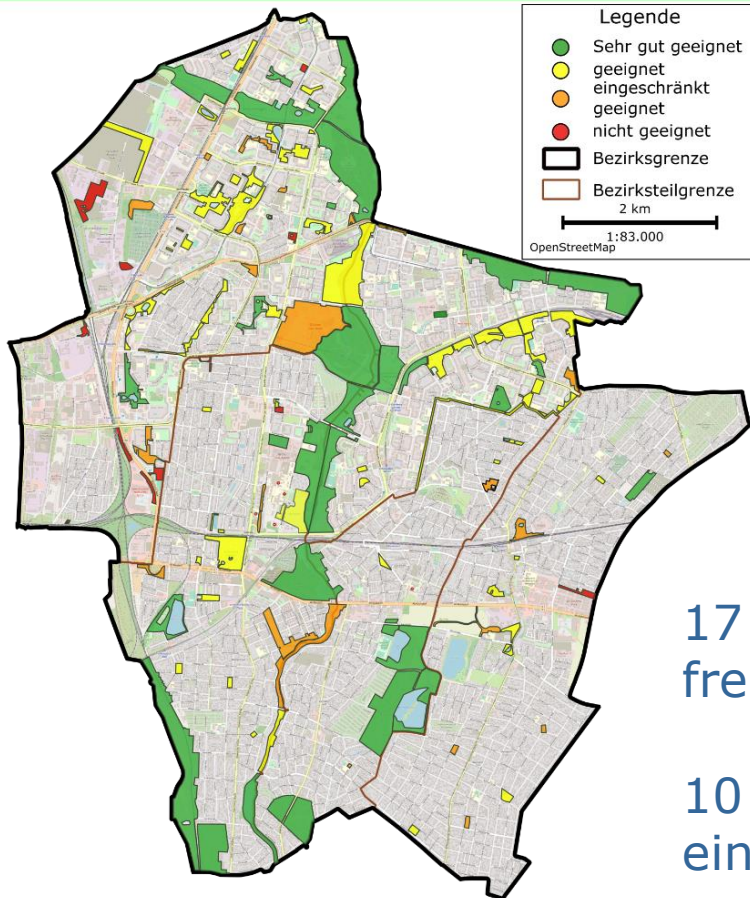 Legende
Sehr gut geeignet
geeignet
eingeschränkt
geeignet
nicht geeignet
Bezirksgrenze
Bezirksteilgrenze
2 km
1:83.000
OpenStreetMap
17
fre
10
ein